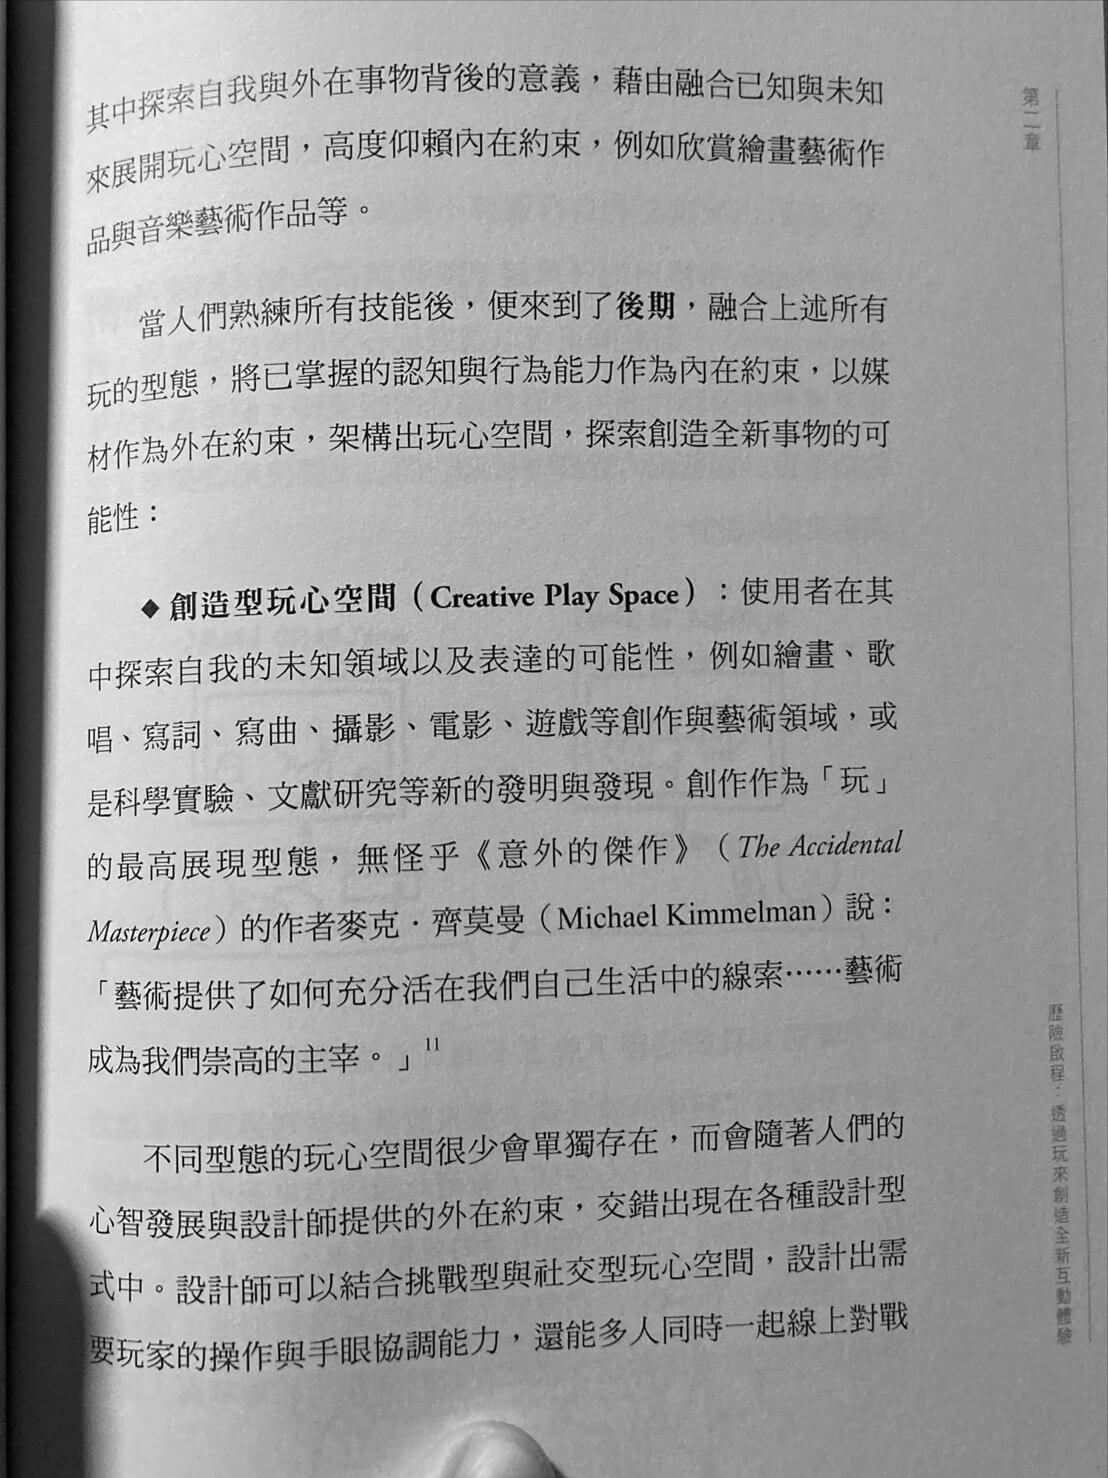 其中探索自我與外在事物背後的意義，藉由融合已知與未知
來展開玩心空間，高度仰賴內在約束，例如欣賞繪畫藝術作
品與音樂藝術作品等。
當人們熟練所有技能後，便來到了後期，融合上述所有
玩的型態，將已掌握的認知與行為能力作為內在約束，以媒
材作為外在約束，架構出玩心空間，探索創造全新事物的可
能性：
◆創造型玩心空間（Creative Play Space）：使用者在其
中探索自我的未知領域以及表達的可能性，例如繪畫、歌
唱、寫詞、寫曲、攝影、電影、遊戲等創作與藝術領域，或
是科學實驗、文獻研究等新的發明與發現。創作作為「玩」
的最高展現型態，無怪乎《意外的傑作》（The Accidental
Masterpiece）的作者麥克．齊莫曼（Michael Kimmelman）說：
「藝術提供了如何充分活在我們自己生活中的線索……藝術
成為我們崇高的主宰。」11
不同型態的玩心空間很少會單獨存在，而會隨著人們的
心智發展與設計師提供的外在約束，交錯出現在各種設計型
式中。設計師可以結合挑戰型與社交型玩心空間，設計出需
要玩家的操作與手眼協調能力，還能多人同時一起線上對戰
第二章
歷險啟程：透過玩來創造全新互動體驗